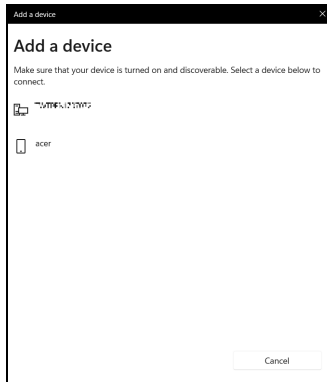 Add a device
Add a device
Make sure that your device is turned on and discoverable. Select a device below to
connect.
acer
Cancel